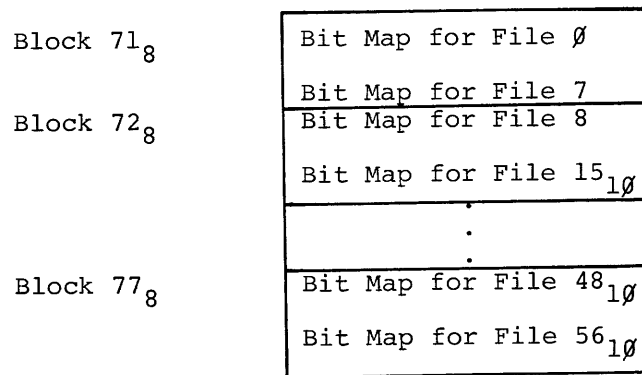 Block 71₈ Bit Map for File Ø
Bit Map for File 7
Block 72₈ Bit Map for File 8
Bit Map for File 15₁Ø
.
.
.
Block 77₈ Bit Map for File 48₁Ø
Bit Map for File 56₁Ø